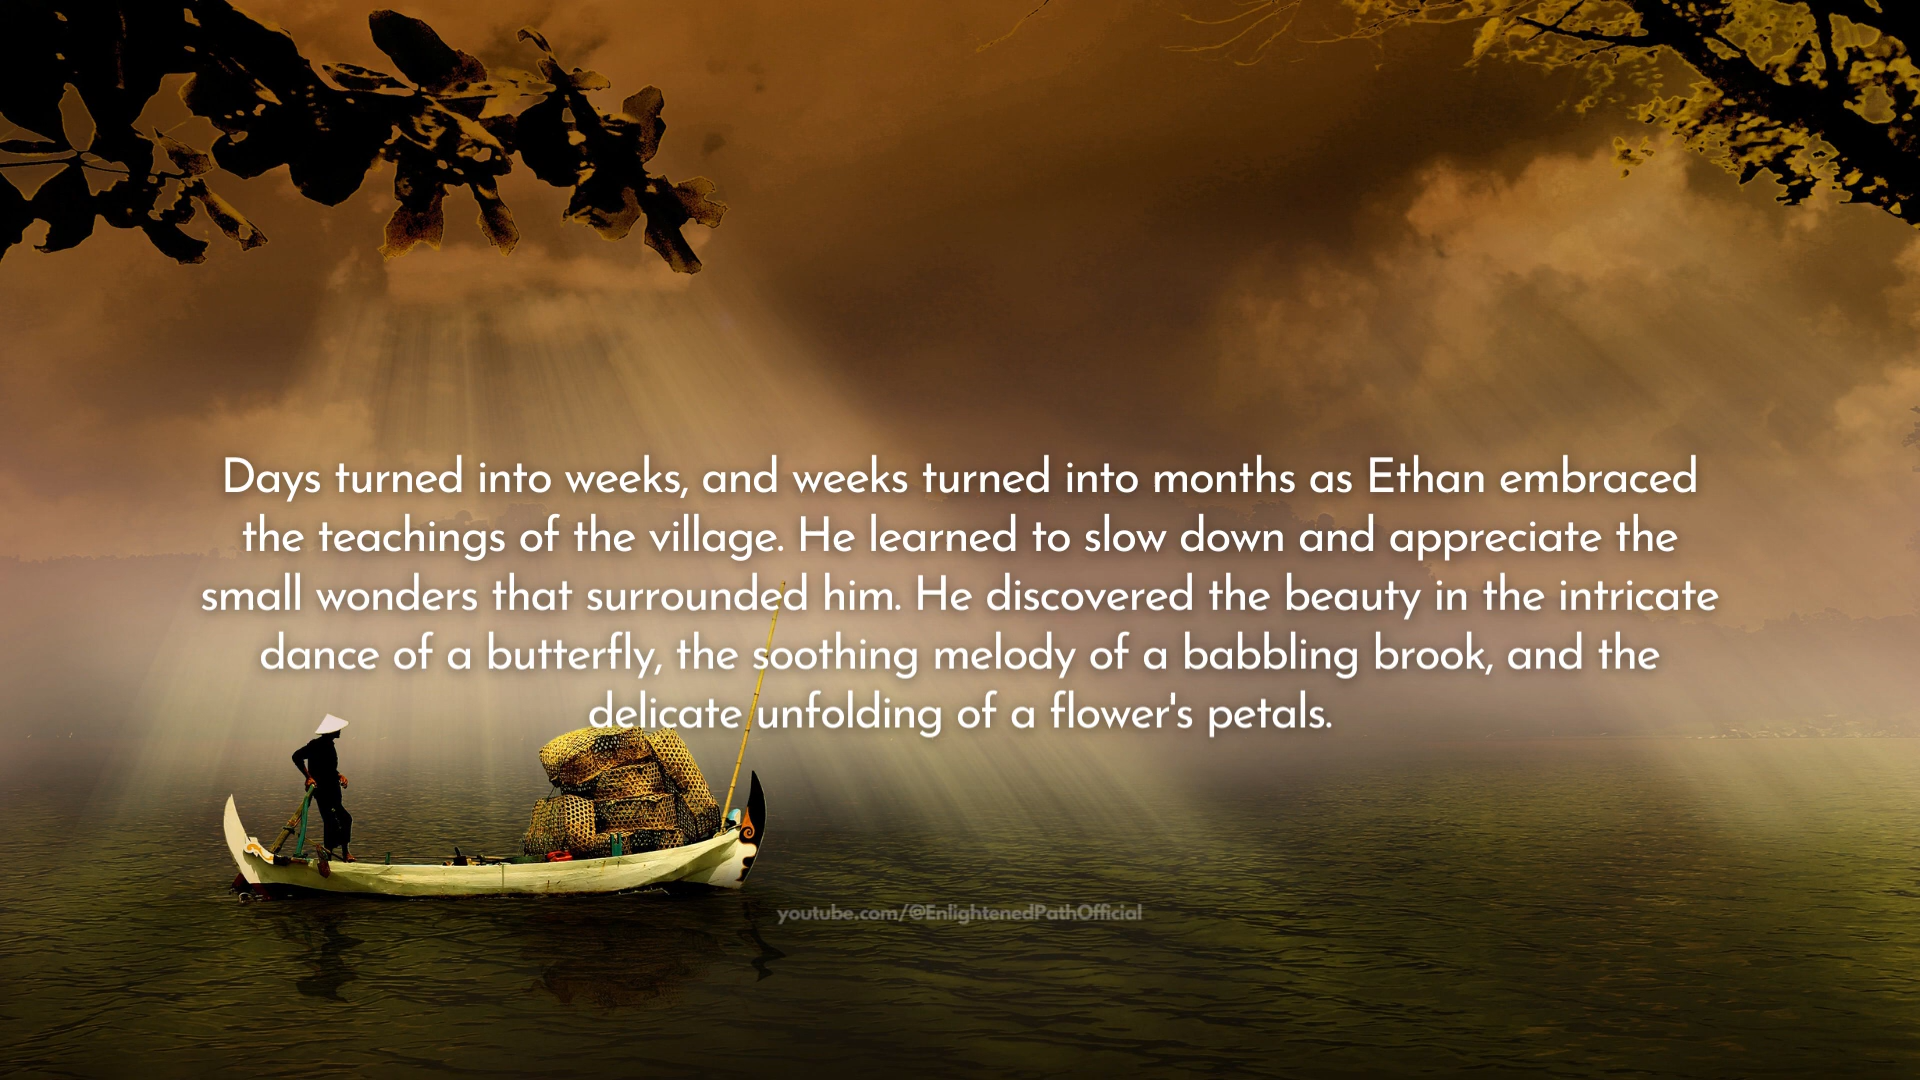 Days turned into weeks, and weeks turned into months as Ethan embraced
the teachings of the village. He learned to slow down and appreciate the
small wonders that surrounded him. He discovered the beauty in the intricate
dance of a butterfly, the soothing melody of a babbling brook, and the
delicate unfolding of a flower's petals.
youtube.com/@EnlightenedPathOfficial